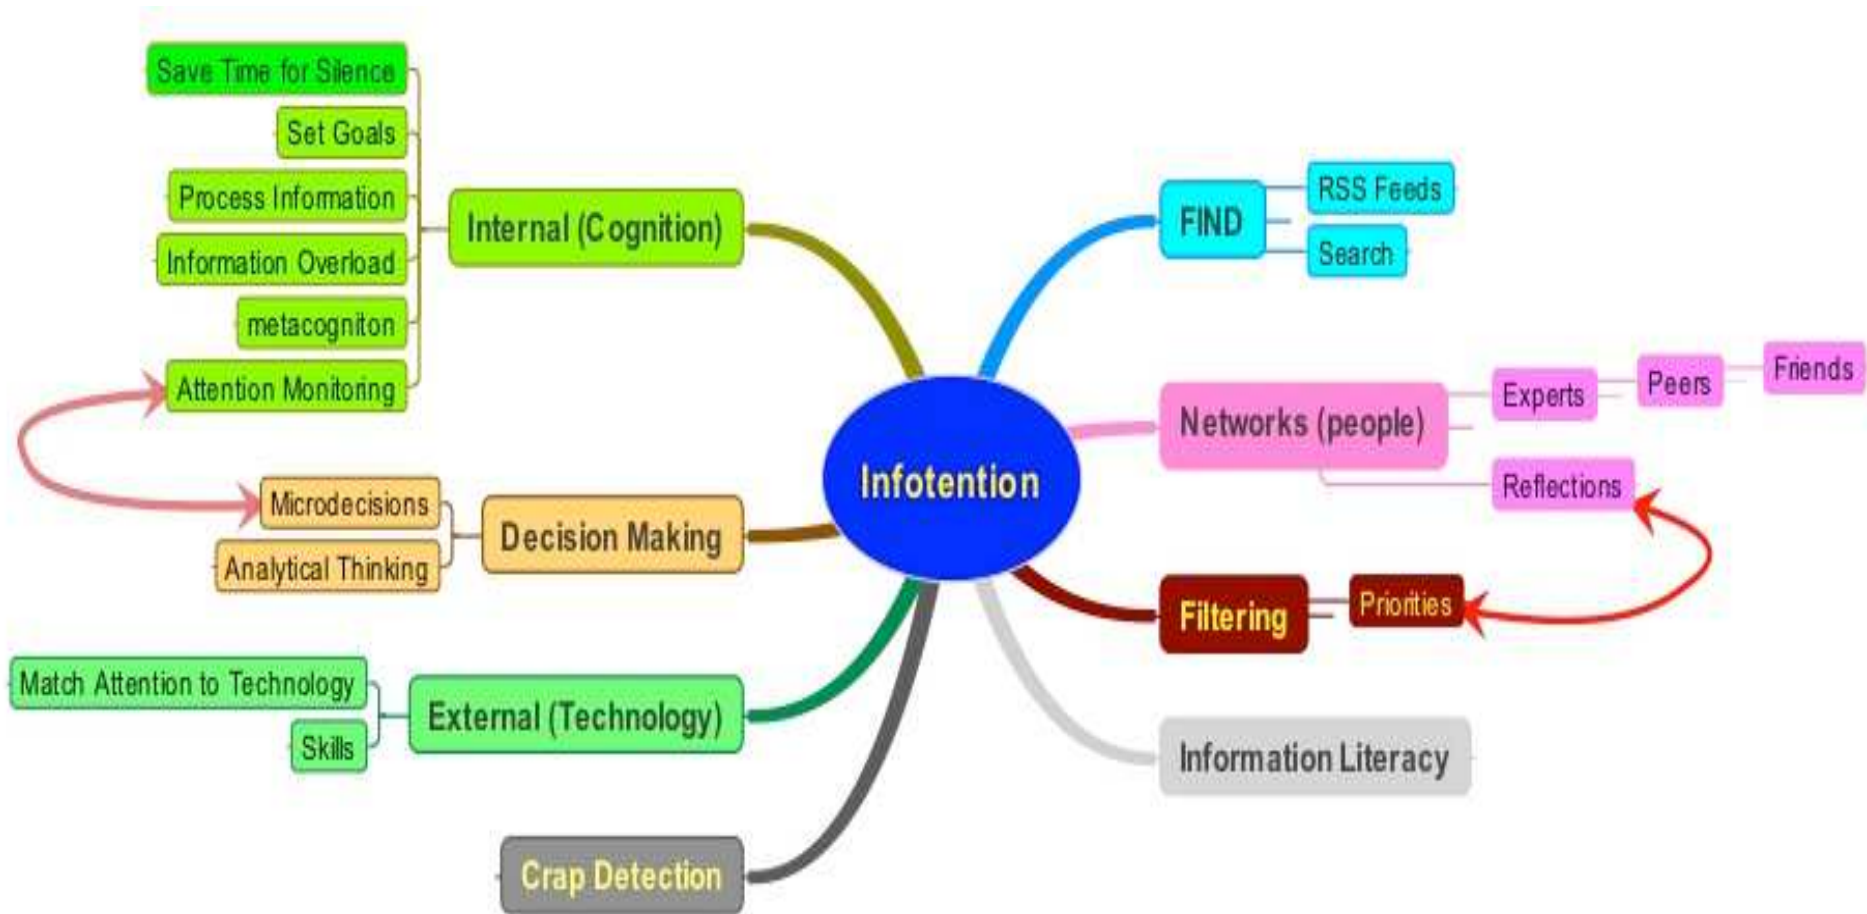 Save Time for Silence
Set Goals
Process Information
Information Overload
metacogniton
Attention Monitoring
Internal (Cognition)
Microdecisions
Analytical Thinking
Decision Making
Match Attention to Technology
Skills
External (Technology)
Crap Detection
Infotention
FIND
RSS Feeds
Search
Networks (people)
Experts
Peers
Friends
Reflections
Filtering
Priorities
Information Literacy